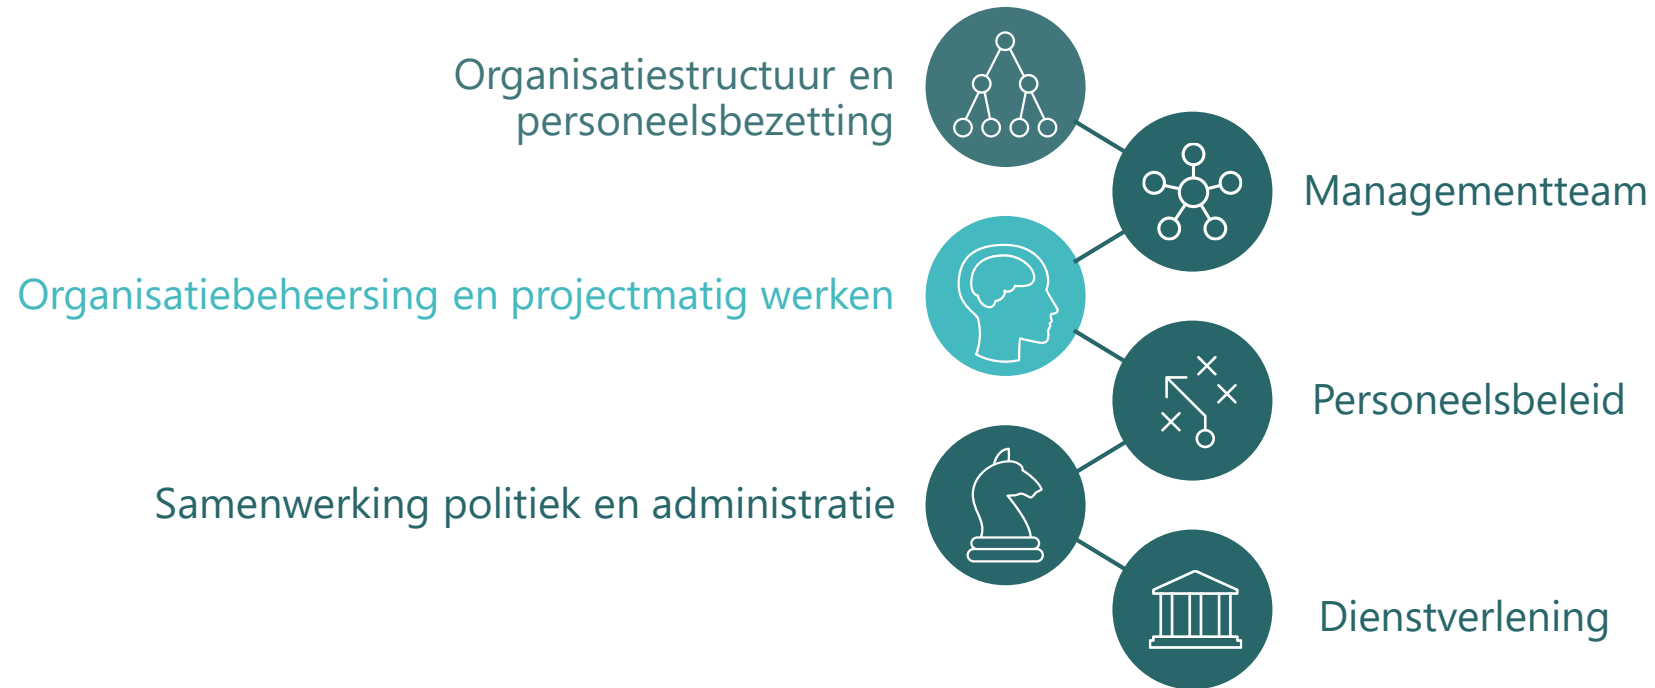 Organisatiestructuur en
personeelsbezetting
Managementteam
Organisatiebeheersing en projectmatig werken
Personeelsbeleid
Samenwerking politiek en administratie
Dienstverlening